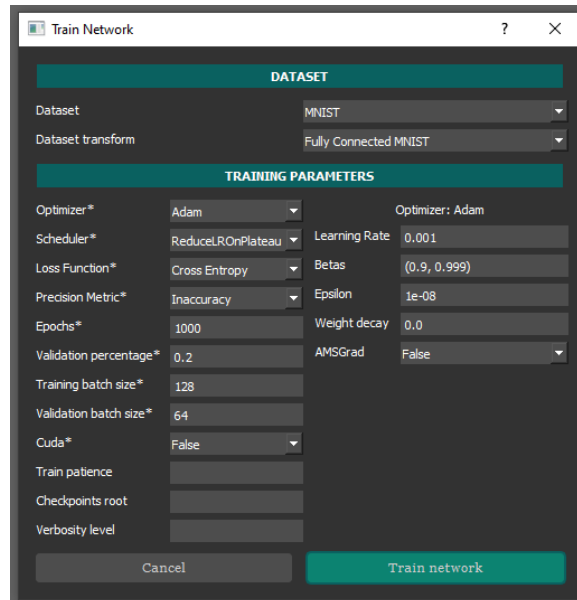 Train Network ? ×
DATASET
Dataset MNIST
Dataset transform Fully Connected MNIST
TRAINING PARAMETERS
Optimizer* Adam Optimizer: Adam
Scheduler* ReduceLROnPlateau Learning Rate 0.001
Loss Function* Cross Entropy Betas (0.9, 0.999)
Precision Metric* Inaccuracy Epsilon 1e-08
Epochs* 1000 Weight decay 0.0
Validation percentage* 0.2 AMSGrad False
Training batch size* 128
Validation batch size* 64
Cuda* False
Train patience
Checkpoints root
Verbosity level
Cancel Train network